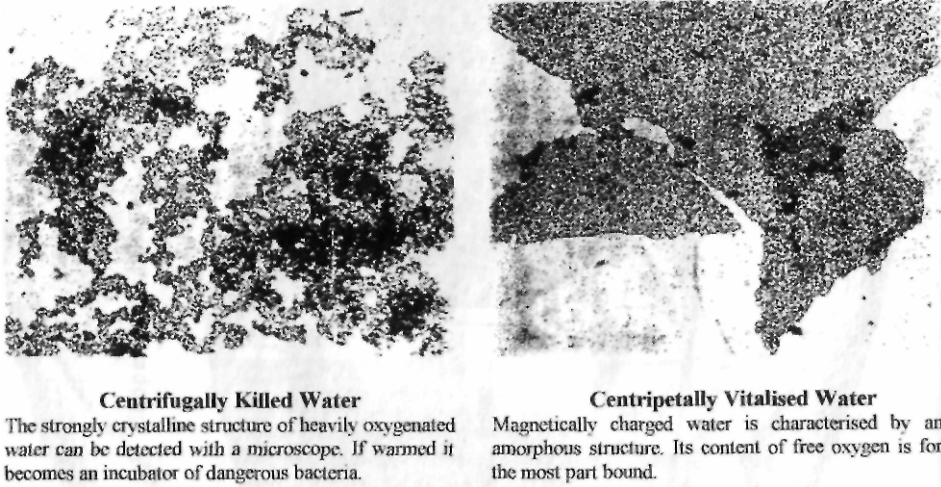 Centrifugally Killed Water
The strongly crystalline structure of heavily oxygenated
water can be detected with a microscope. If warmed it
becomes an incubator of dangerous bacteria.
Centripetally Vitalised Water
Magnetically charged water is characterised by an
amorphous structure. Its content of free oxygen is for
the most part bound.